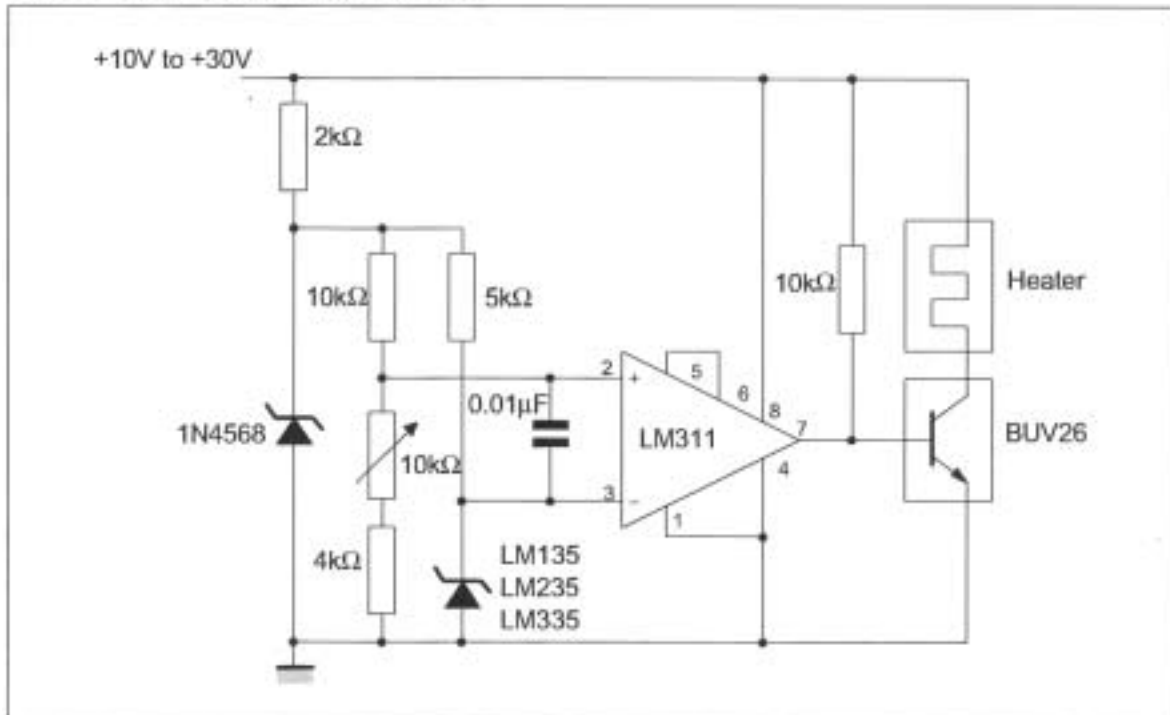 +10V to +30V
2kΩ
10kΩ
5kΩ
10kΩ
Heater
2
+
5
6
8
7
0.01µF
LM311
BUV26
1N4568
10kΩ
3
−
4
1
4kΩ
LM135
LM235
LM335